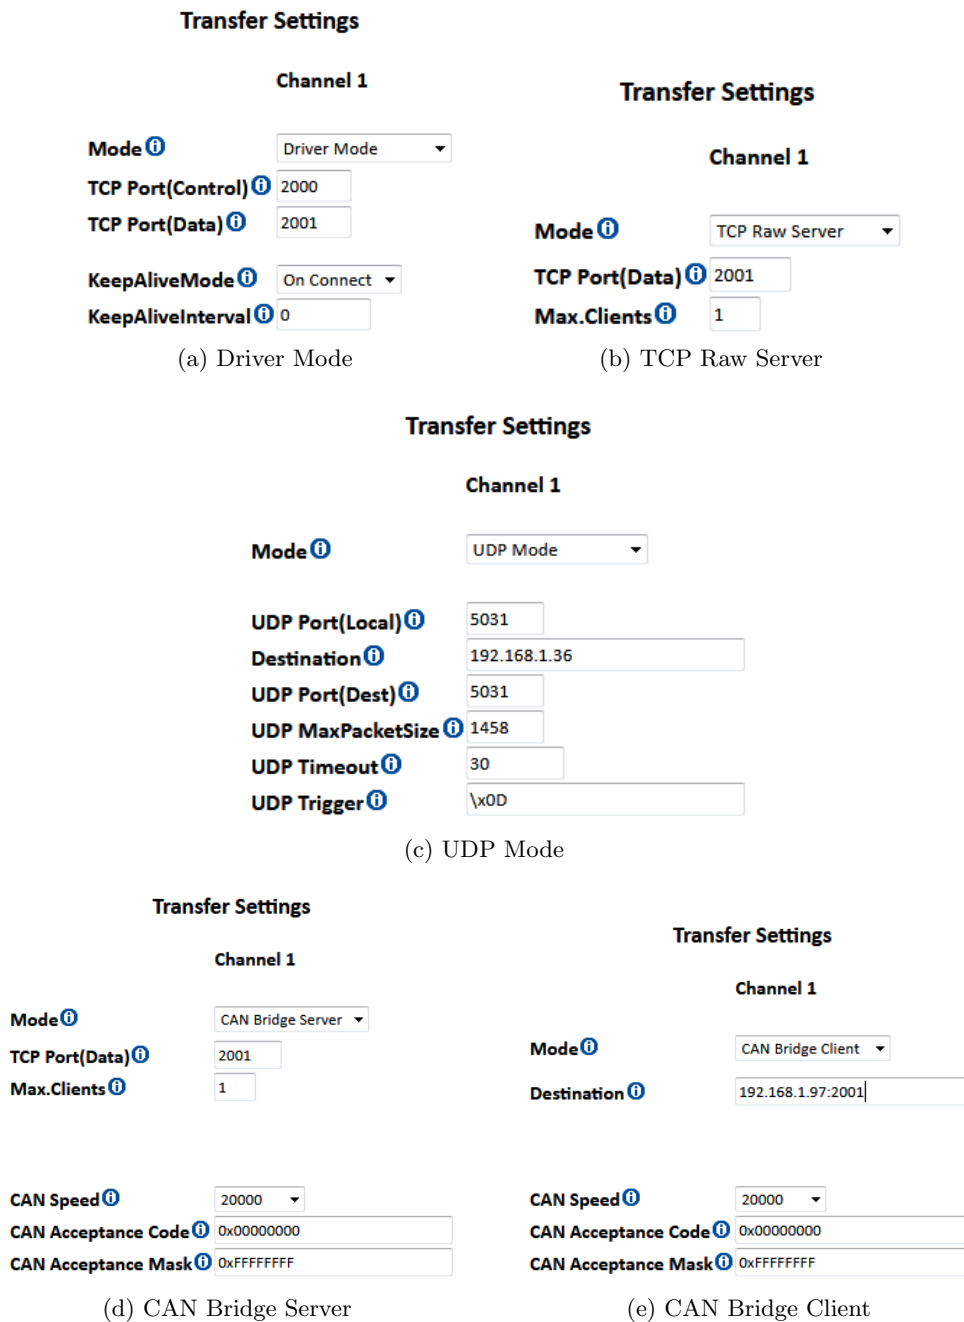 Transfer Settings
Channel 1
Mode Driver Mode
TCP Port(Control) 2000
TCP Port(Data) 2001
KeepAliveMode On Connect
KeepAliveInterval 0
(a) Driver Mode
Transfer Settings
Channel 1
Mode TCP Raw Server
TCP Port(Data) 2001
Max.Clients 1
(b) TCP Raw Server
Transfer Settings
Channel 1
Mode UDP Mode
UDP Port(Local) 5031
Destination 192.168.1.36
UDP Port(Dest) 5031
UDP MaxPacketSize 1458
UDP Timeout 30
UDP Trigger \x0D
(c) UDP Mode
Transfer Settings
Channel 1
Mode CAN Bridge Server
TCP Port(Data) 2001
Max.Clients 1
CAN Speed 20000
CAN Acceptance Code 0x00000000
CAN Acceptance Mask 0xFFFFFFFF
(d) CAN Bridge Server
Transfer Settings
Channel 1
Mode CAN Bridge Client
Destination 192.168.1.97:2001
CAN Speed 20000
CAN Acceptance Code 0x00000000
CAN Acceptance Mask 0xFFFFFFFF
(e) CAN Bridge Client